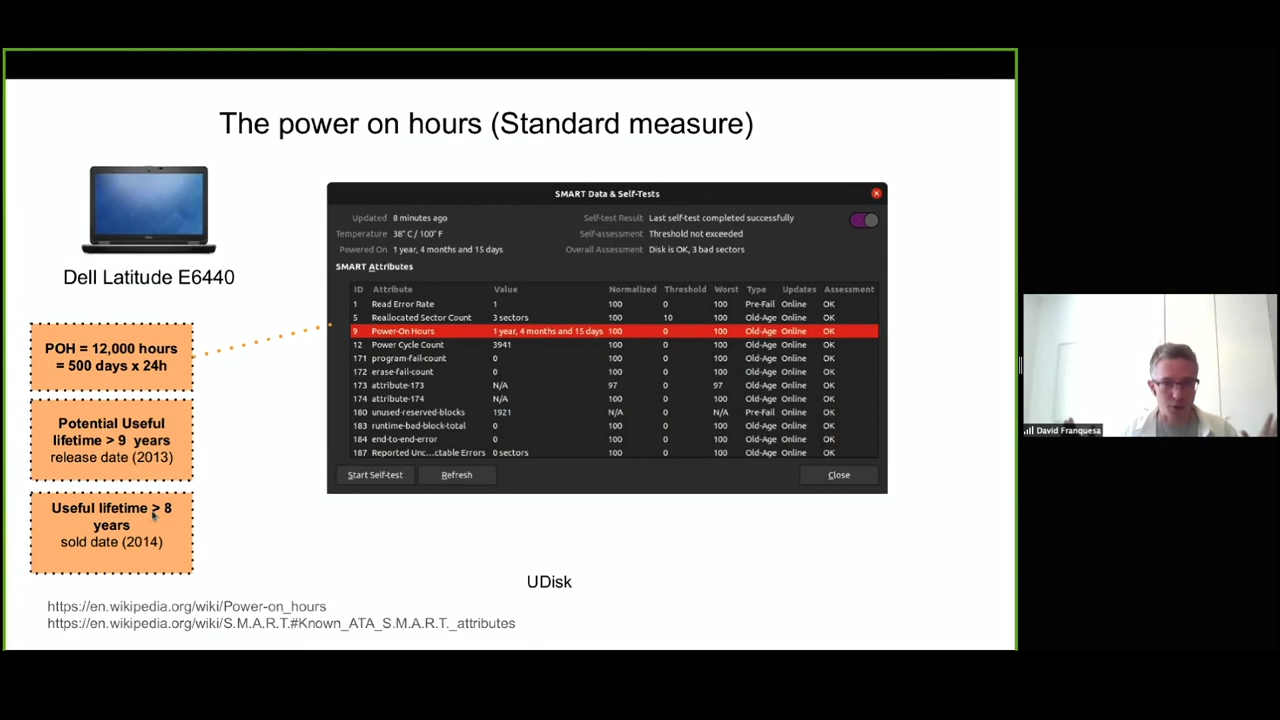 The power on hours (Standard measure)
Dell Latitude E6440
POH = 12,000 hours
= 500 days x 24h
Potential Useful
lifetime > 9 years
release date (2013)
Useful lifetime > 8
years
sold date (2014)
SMART Data & Self-Tests
Updated 8 minutes ago Self-test Result Last self-test completed successfully
Temperature 38° C / 100° F Self-assessment Threshold not exceeded
Powered On 1 year, 4 months and 15 days Overall Assessment Disk is OK, 3 bad sectors
SMART Attributes
ID Attribute Value Normalized Threshold Worst Type Updates Assessment
1 Read Error Rate 1 100 0 100 Pre-Fail Online OK
5 Reallocated Sector Count 3 sectors 100 10 100 Old-Age Online OK
9 Power-On Hours 1 year, 4 months and 15 days 100 0 100 Old-Age Online OK
12 Power Cycle Count 3941 100 0 100 Old-Age Online OK
171 program-fail-count 0 100 0 100 Old-Age Online OK
172 erase-fail-count 0 100 0 100 Old-Age Online OK
173 attribute-173 N/A 97 0 97 Old-Age Online OK
174 attribute-174 N/A 100 0 100 Old-Age Online OK
180 unused-reserved-blocks 1921 N/A 0 N/A Pre-Fail Online OK
183 runtime-bad-block-total 0 100 0 100 Old-Age Online OK
184 end-to-end-error 0 100 0 100 Old-Age Online OK
187 Reported Unc...ctable Errors 0 sectors 100 0 100 Old-Age Online OK
Start Self-test Refresh Close
UDisk
https://en.wikipedia.org/wiki/Power-on_hours
https://en.wikipedia.org/wiki/S.M.A.R.T.#Known_ATA_S.M.A.R.T._attributes
David Franquesa